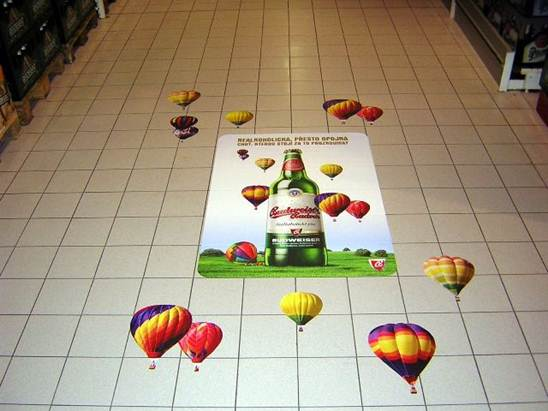 NEALKOHOLICKÁ, PŘESTO OPOJNÁ
CHUŤ, KTEROU STOJÍ ZA TO PROZKOUMAT
Budweiser
Budvar
BUDWEISER